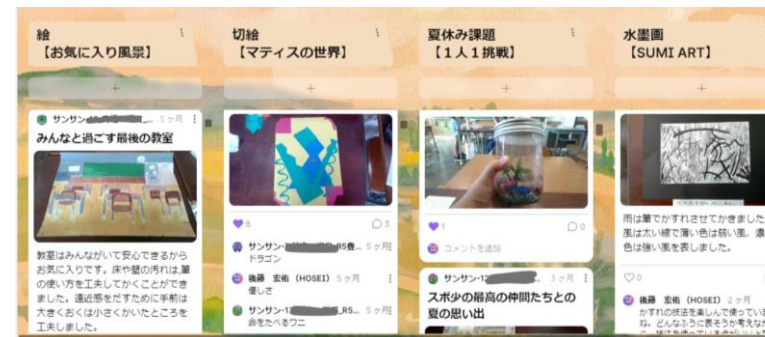 絵
【お気に入り風景】
サンサン
5ヶ月
みんなと過ごす最後の教室
教室はみんながいて安心できるから
お気に入りです。床や壁の汚れは,筆
の使い方を工夫してかくことができ
ました。遠近感をだすために手前は
大きくおくは小さくかいたところを
工夫しました。
切絵
【マティスの世界】
8
3
サンサン-
_R5豊... 5ヶ月
ドラゴン
後藤 宏佑 (HOSEI) 5ヶ月
優しさ
サンサン-11
_R5... 5ヶ月
命をたべるワニ
夏休み課題
【1人1挑戦】
1
0
コメントを追加
サンサン-12
3ヶ月
スポ少の最高の仲間たちとの
夏の思い出
水墨画
【SUMI ART】
雨は筆でかすれさせてかきました
風は太い線で薄い色は弱い風、濃
色は強い風を表しました。
0
後藤 宏佑 (HOSEI) 2ヶ月
かすれの技法を楽しんで使ってい
ね。どんなふうに表そうか考えな